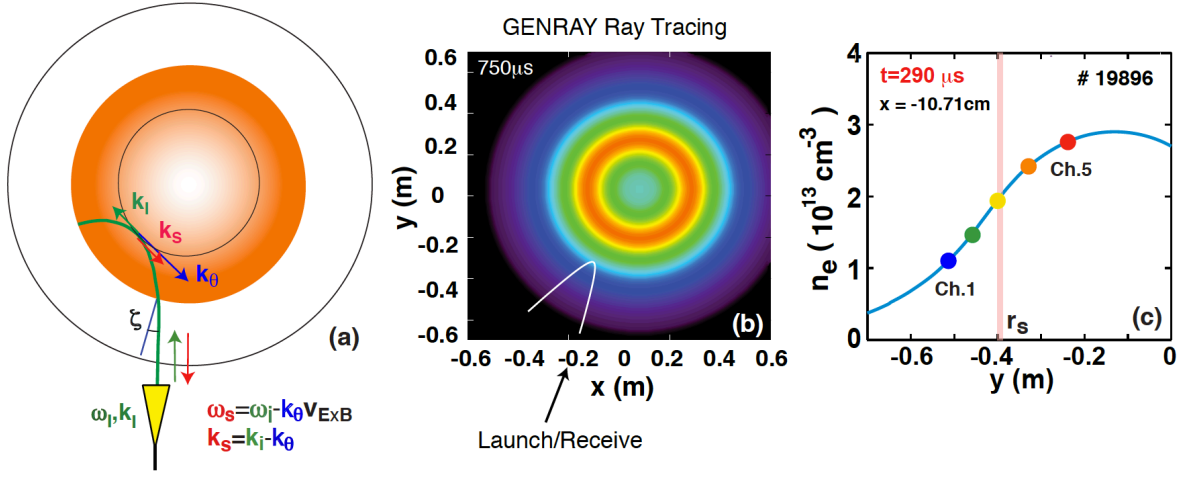 k_I
k_s
k_θ
ζ
(a)
ω_I,k_I
ω_s=ω_i-k_θv_ExB
k_s=k_i-k_θ
GENRAY Ray Tracing
750μs
0.6
0.4
0.2
0
-0.2
-0.4
-0.6
y (m)
(b)
-0.6 -0.4 -0.2 0 0.2 0.4 0.6
x (m)
Launch/Receive
4
3
2
1
0
n_e ( 10^13 cm^-3 )
t=290 μs
x = -10.71cm
# 19896
Ch.5
Ch.1
r_s
(c)
-0.6 -0.4 -0.2 0
y (m)